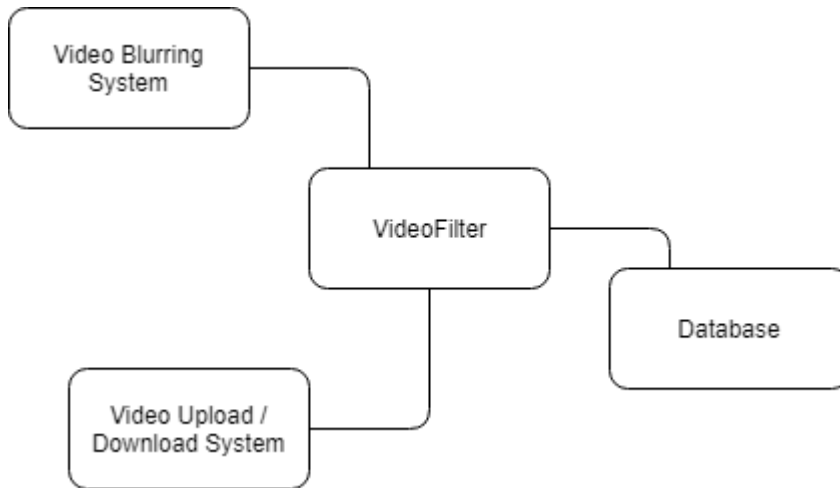 Video Blurring
System
VideoFilter
Database
Video Upload /
Download System